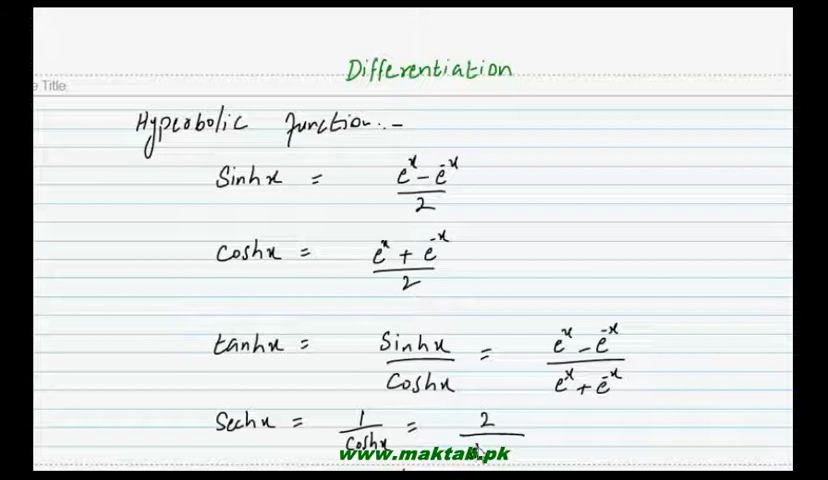 Differentiation
e Title
Hyperbolic function:-
Sinhx = (e^x - e^-x)/2
Coshx = (e^x + e^-x)/2
tanhx = Sinhx/Coshx = (e^x - e^-x)/(e^x + e^-x)
Sechx = 1/Coshx = 2/
www.maktab.pk